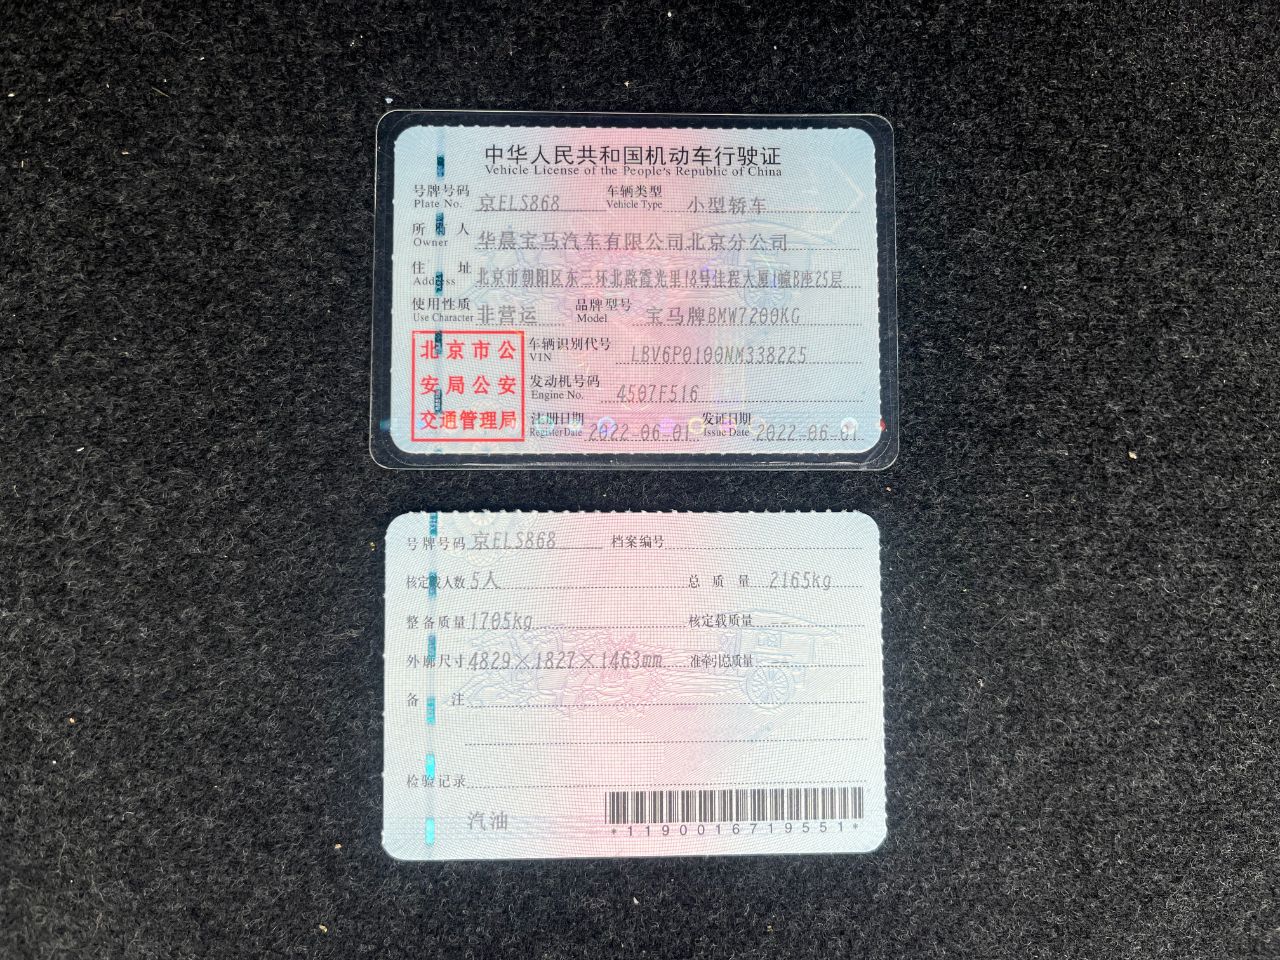 中华人民共和国机动车行驶证
Vehicle License of the People's Republic of China
号牌号码 京ELS868 车辆类型 小型轿车
Plate No. Vehicle Type
所有人 华晨宝马汽车有限公司北京分公司
Owner
住址 北京市朝阳区东三环北路霞光里18号佳程大厦1幢B座25层
Address
使用性质 非营运 品牌型号 宝马牌BMW7200KG
Use Character Model
北京市公
安局公安
交通管理局
车辆识别代号 LBV6P0100NM338225
VIN
发动机号码 4507F516
Engine No.
注册日期 2022-06-01 发证日期 2022-06-01
Register Date Issue Date
号牌号码 京ELS868 档案编号
核定载人数 5人 总质量 2165kg
整备质量 1705kg 核定载质量 --
外廓尺寸 4829×1827×1463mm 准牵引总质量 --
备注
检验记录
汽油
*1190016719551*